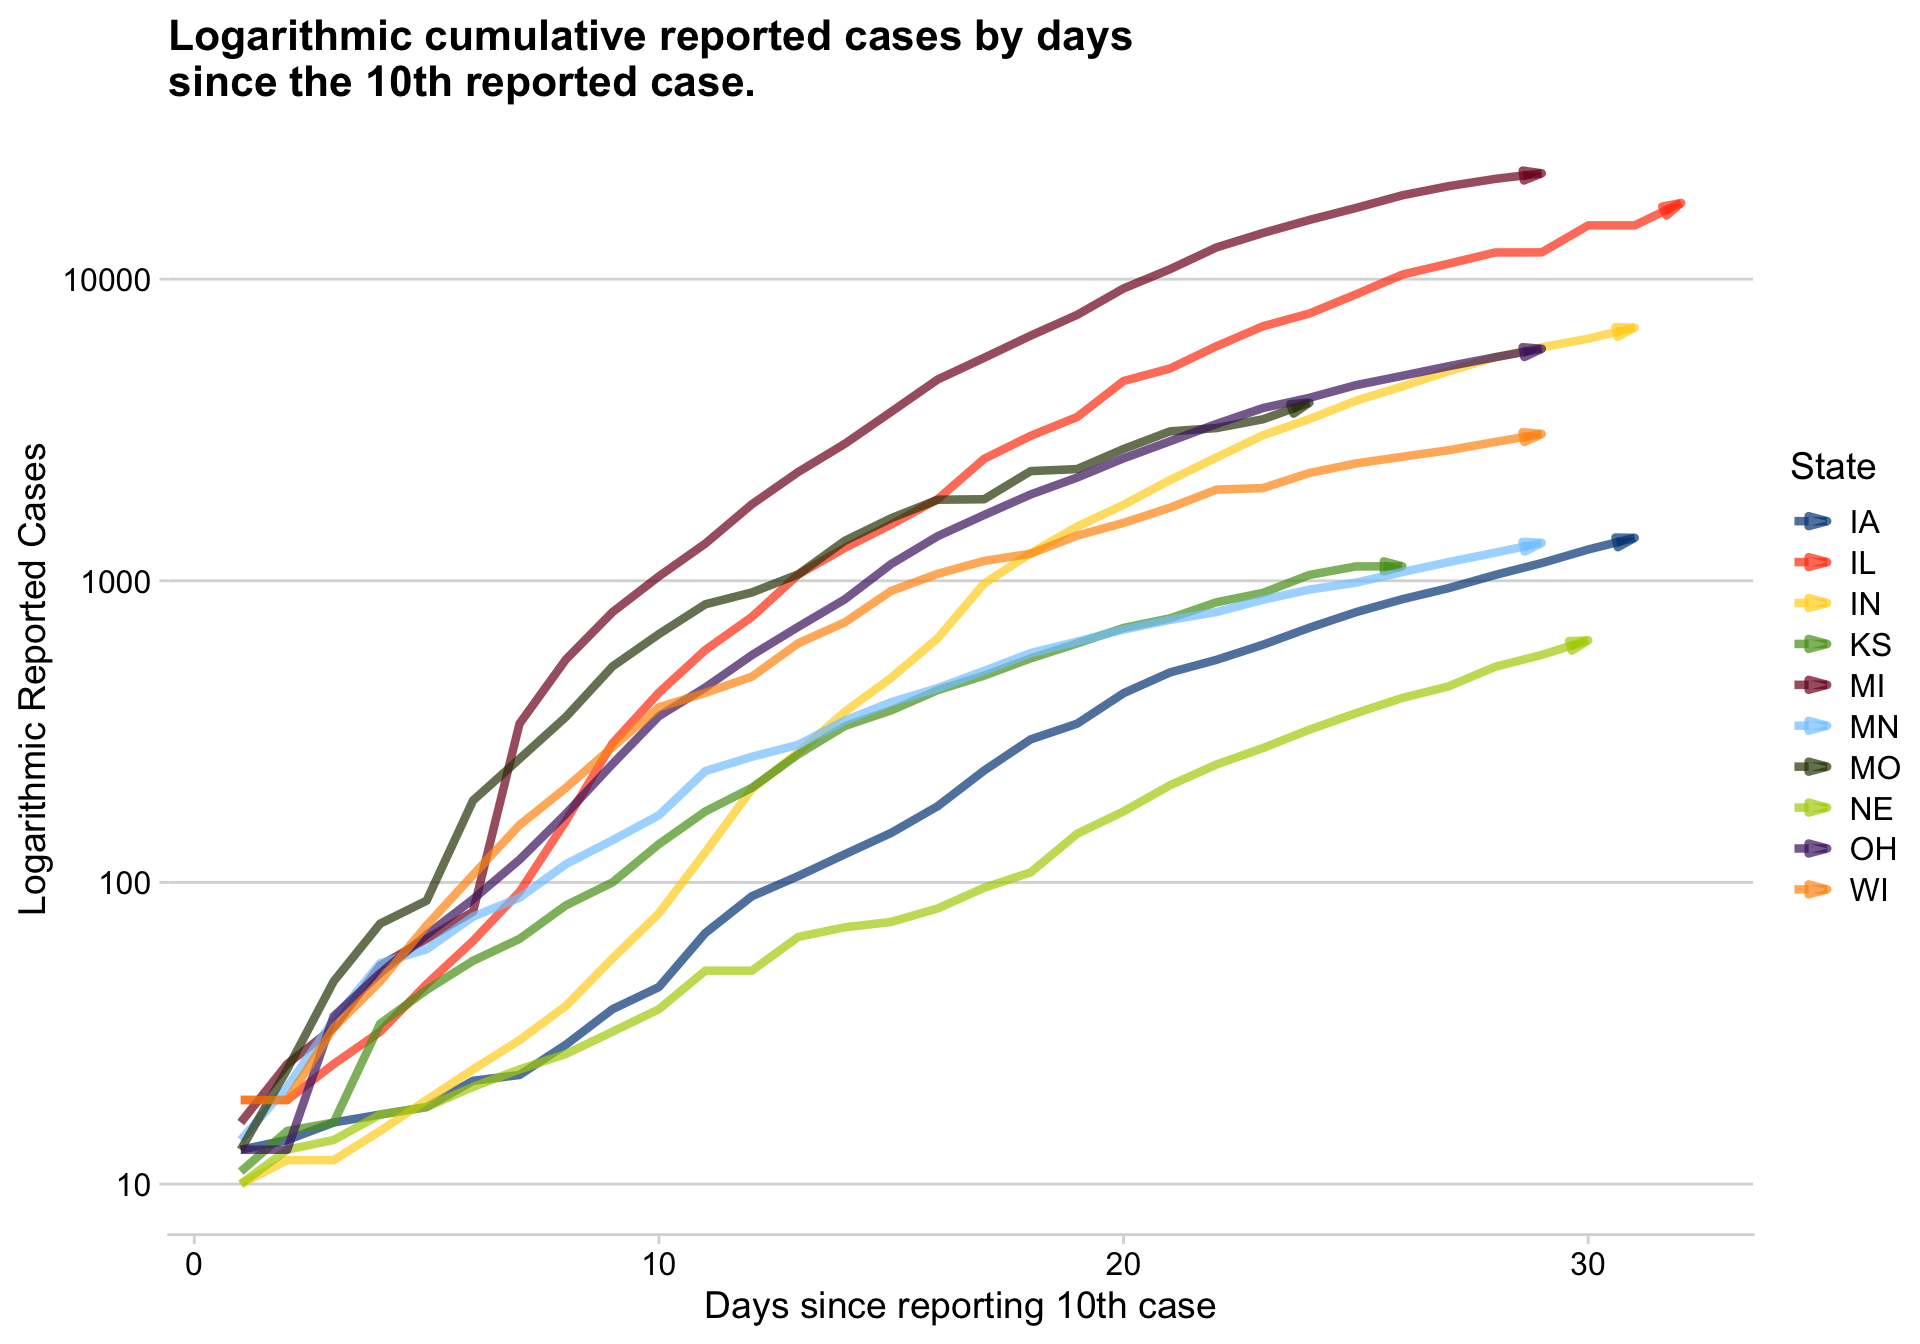 Logarithmic cumulative reported cases by days
since the 10th reported case.
Logarithmic Reported Cases
10000
1000
100
10
0
10
20
30
Days since reporting 10th case
State
IA
IL
IN
KS
MI
MN
MO
NE
OH
WI